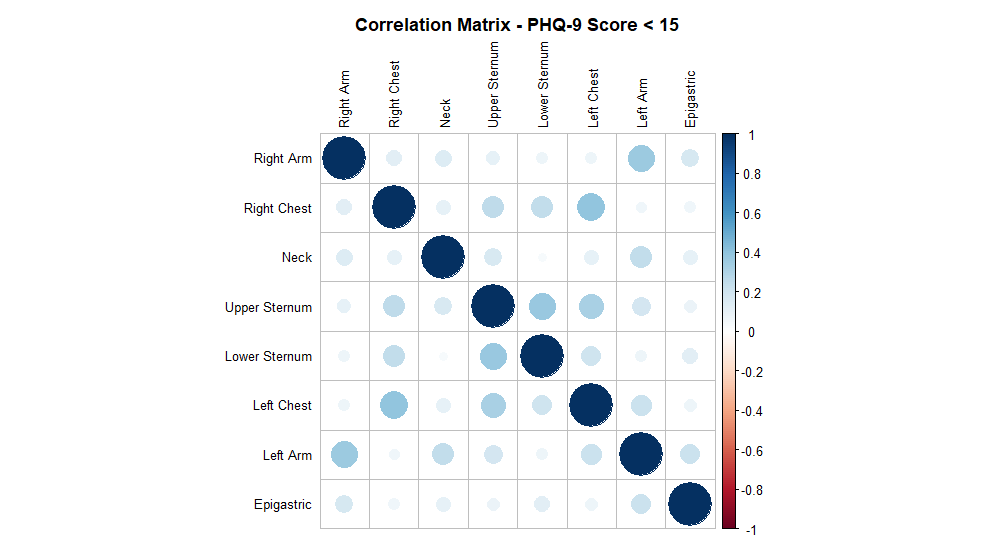 Correlation Matrix - PHQ-9 Score < 15
Right Arm
Right Chest
Neck
Upper Sternum
Lower Sternum
Left Chest
Left Arm
Epigastric
Right Arm
Right Chest
Neck
Upper Sternum
Lower Sternum
Left Chest
Left Arm
Epigastric
1
0.8
0.6
0.4
0.2
0
-0.2
-0.4
-0.6
-0.8
-1